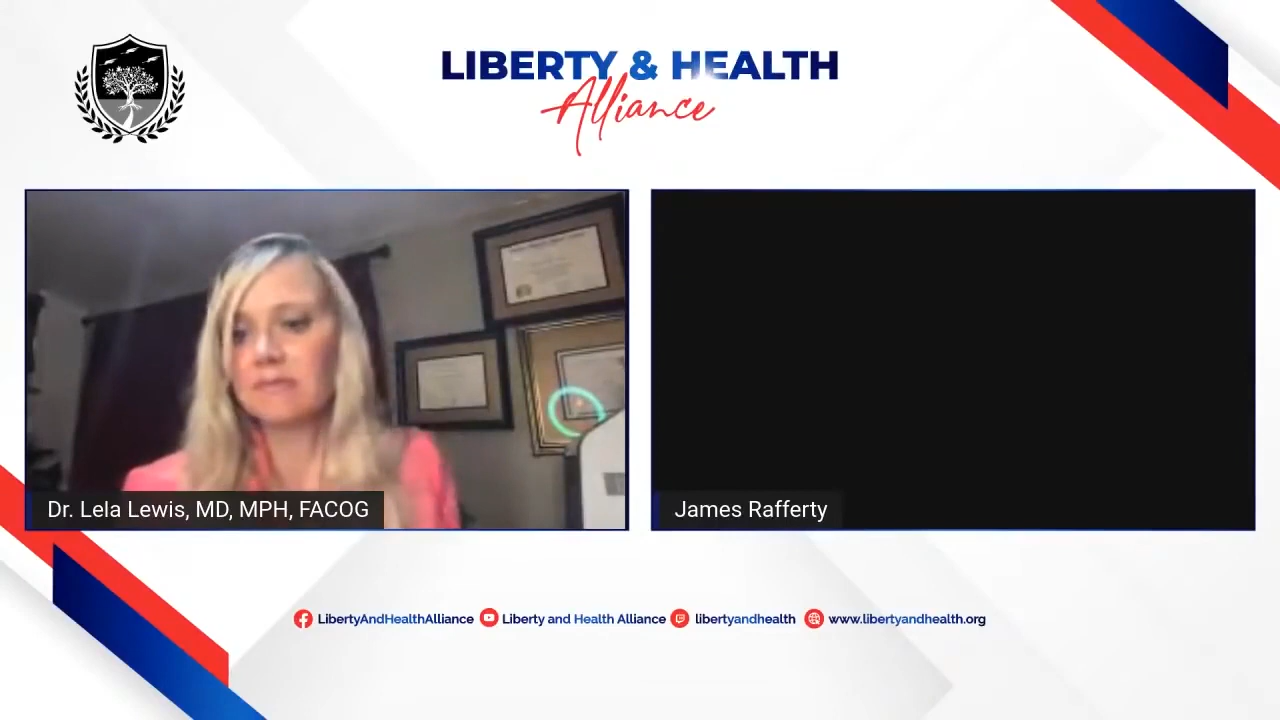 LIBERTY & HEALTH
Alliance
Dr. Lela Lewis, MD, MPH, FACOG
James Rafferty
LibertyAndHealthAlliance Liberty and Health Alliance libertyandhealth www.libertyandhealth.org